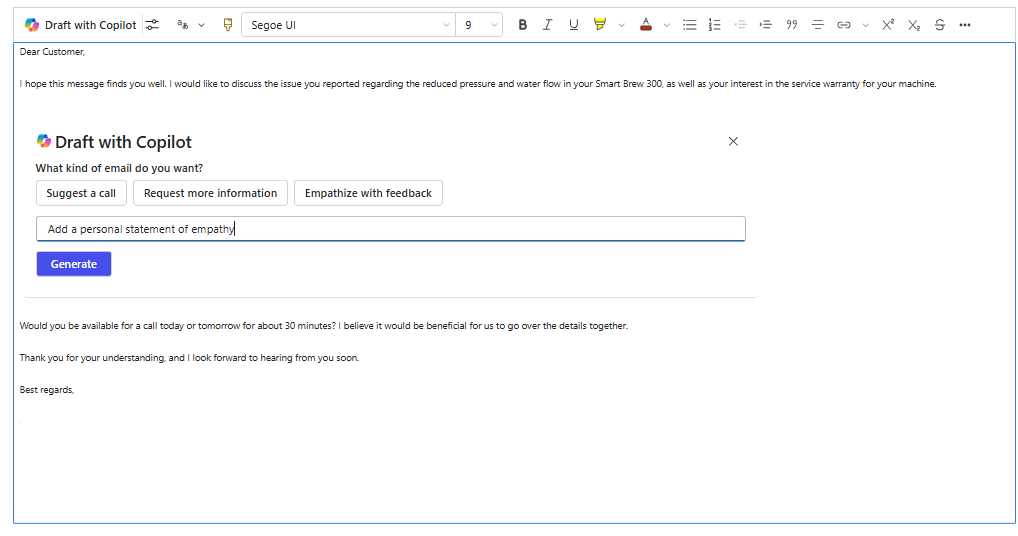 Draft with Copilot Segoe UI 9 B I U A X² X₂ S
Dear Customer,
I hope this message finds you well. I would like to discuss the issue you reported regarding the reduced pressure and water flow in your Smart Brew 300, as well as your interest in the service warranty for your machine.
Draft with Copilot
What kind of email do you want?
Suggest a call Request more information Empathize with feedback
Add a personal statement of empathy
Generate
Would you be available for a call today or tomorrow for about 30 minutes? I believe it would be beneficial for us to go over the details together.
Thank you for your understanding, and I look forward to hearing from you soon.
Best regards,